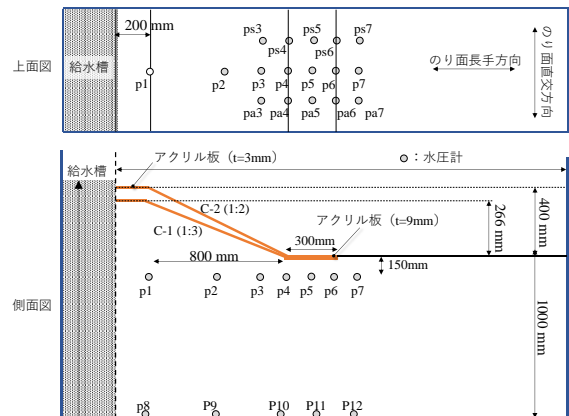 200 mm
ps3 ps5 ps7
ps4 ps6
上面図
給水槽
p1 p2 p3 p4 p5 p6 p7
pa3 pa4 pa5 pa6 pa7
のり面長手方向
のり面直交方向
給水槽
アクリル板（t=3mm）
：水圧計
C-2 (1:2)
C-1 (1:3)
アクリル板（t=9mm）
300mm
266 mm
400 mm
800 mm
150mm
側面図
p1 p2 p3 p4 p5 p6 p7
1000 mm
p8 P9 P10 P11 P12